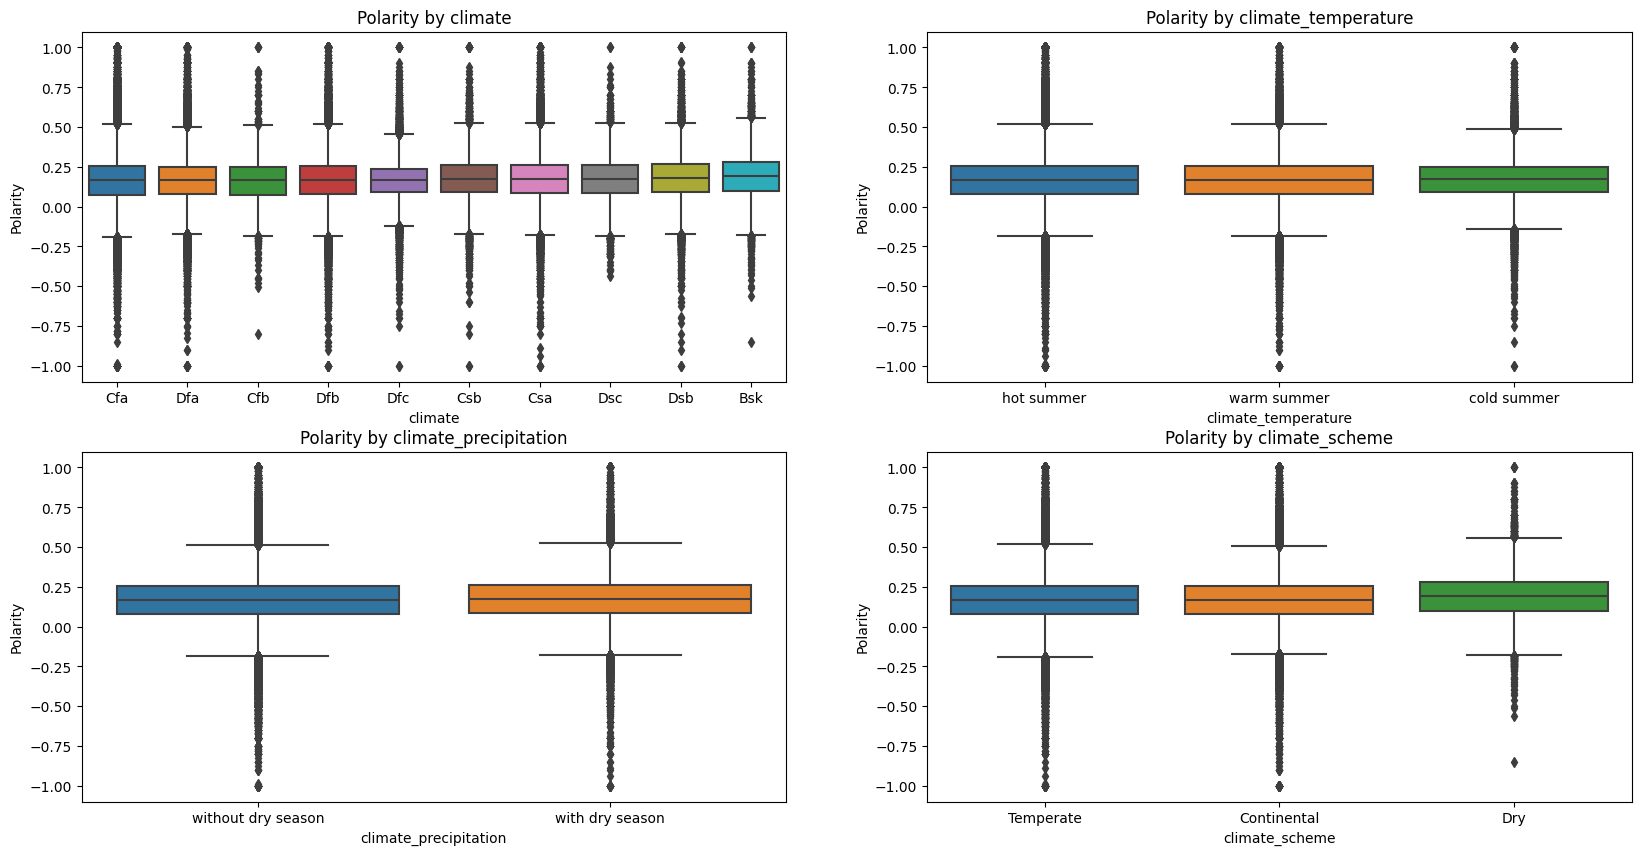 Polarity by climate
Polarity
1.00
0.75
0.50
0.25
0.00
−0.25
−0.50
−0.75
−1.00
Cfa Dfa Cfb Dfb Dfc Csb Csa Dsc Dsb Bsk
climate
Polarity by climate_temperature
Polarity
1.00
0.75
0.50
0.25
0.00
−0.25
−0.50
−0.75
−1.00
hot summer warm summer cold summer
climate_temperature
Polarity by climate_precipitation
Polarity
1.00
0.75
0.50
0.25
0.00
−0.25
−0.50
−0.75
−1.00
without dry season with dry season
climate_precipitation
Polarity by climate_scheme
Polarity
1.00
0.75
0.50
0.25
0.00
−0.25
−0.50
−0.75
−1.00
Temperate Continental Dry
climate_scheme